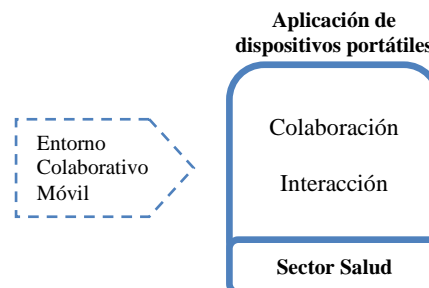 Aplicación de
dispositivos portátiles
Entorno
Colaborativo
Móvil
Colaboración
Interacción
Sector Salud